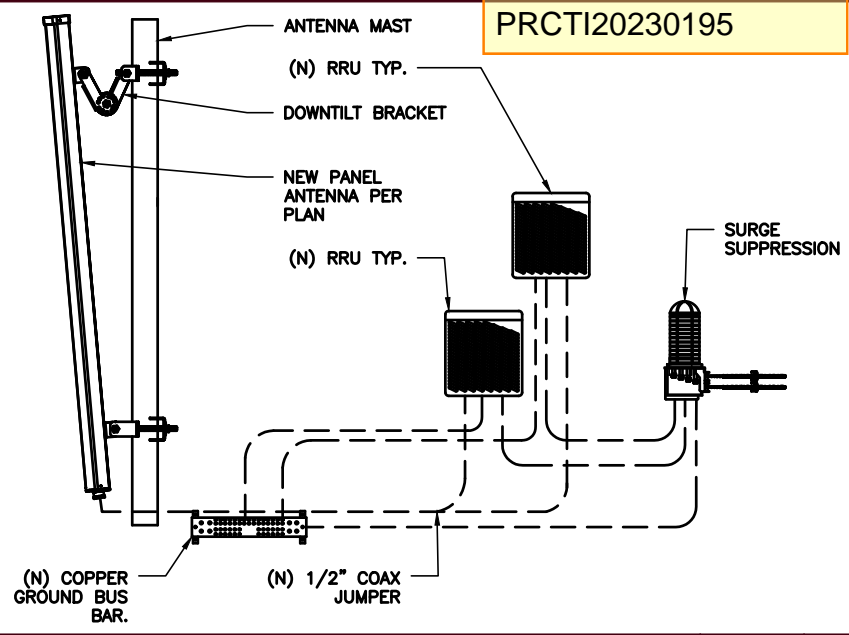 PRCTI20230195
ANTENNA MAST
(N) RRU TYP.
DOWNTILT BRACKET
NEW PANEL
ANTENNA PER
PLAN
(N) RRU TYP.
SURGE
SUPPRESSION
(N) COPPER
GROUND BUS
BAR.
(N) 1/2" COAX
JUMPER